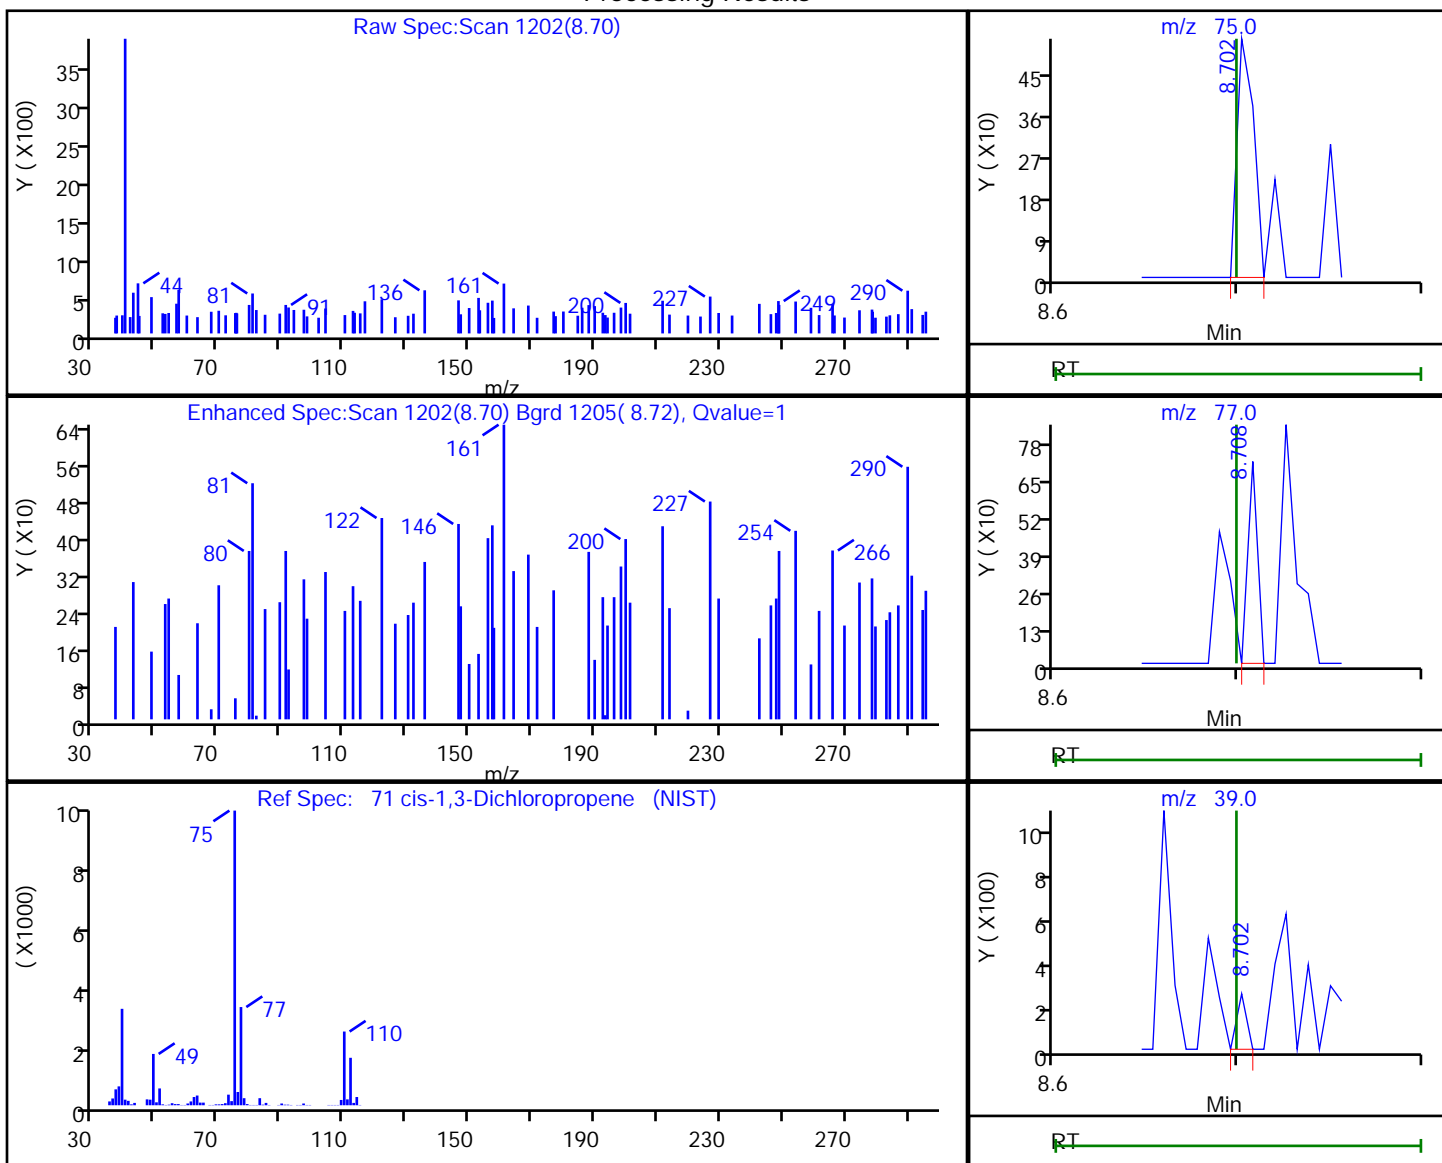 Processing Results
Raw Spec:Scan 1202(8.70)
Y ( X100)
35
30
25
20
15
10
5
0
44
81
91
136
161
200
227
249
290
30 70 110 150 190 230 270
m/z
m/z 75.0
Y ( X10)
45
36
27
18
9
0
8.702
8.6
Min
RT
Enhanced Spec:Scan 1202(8.70) Bgrd 1205( 8.72), Qvalue=1
Y ( X10)
64
56
48
40
32
24
16
8
0
80
81
122
146
161
200
227
254
266
290
30 70 110 150 190 230 270
m/z
m/z 77.0
Y ( X10)
78
65
52
39
26
13
0
8.708
8.6
Min
RT
Ref Spec: 71 cis-1,3-Dichloropropene (NIST)
( X1000)
10
8
6
4
2
0
75
77
49
110
30 70 110 150 190 230 270
m/z 39.0
Y ( X100)
10
8
6
4
2
0
8.702
8.6
Min
RT